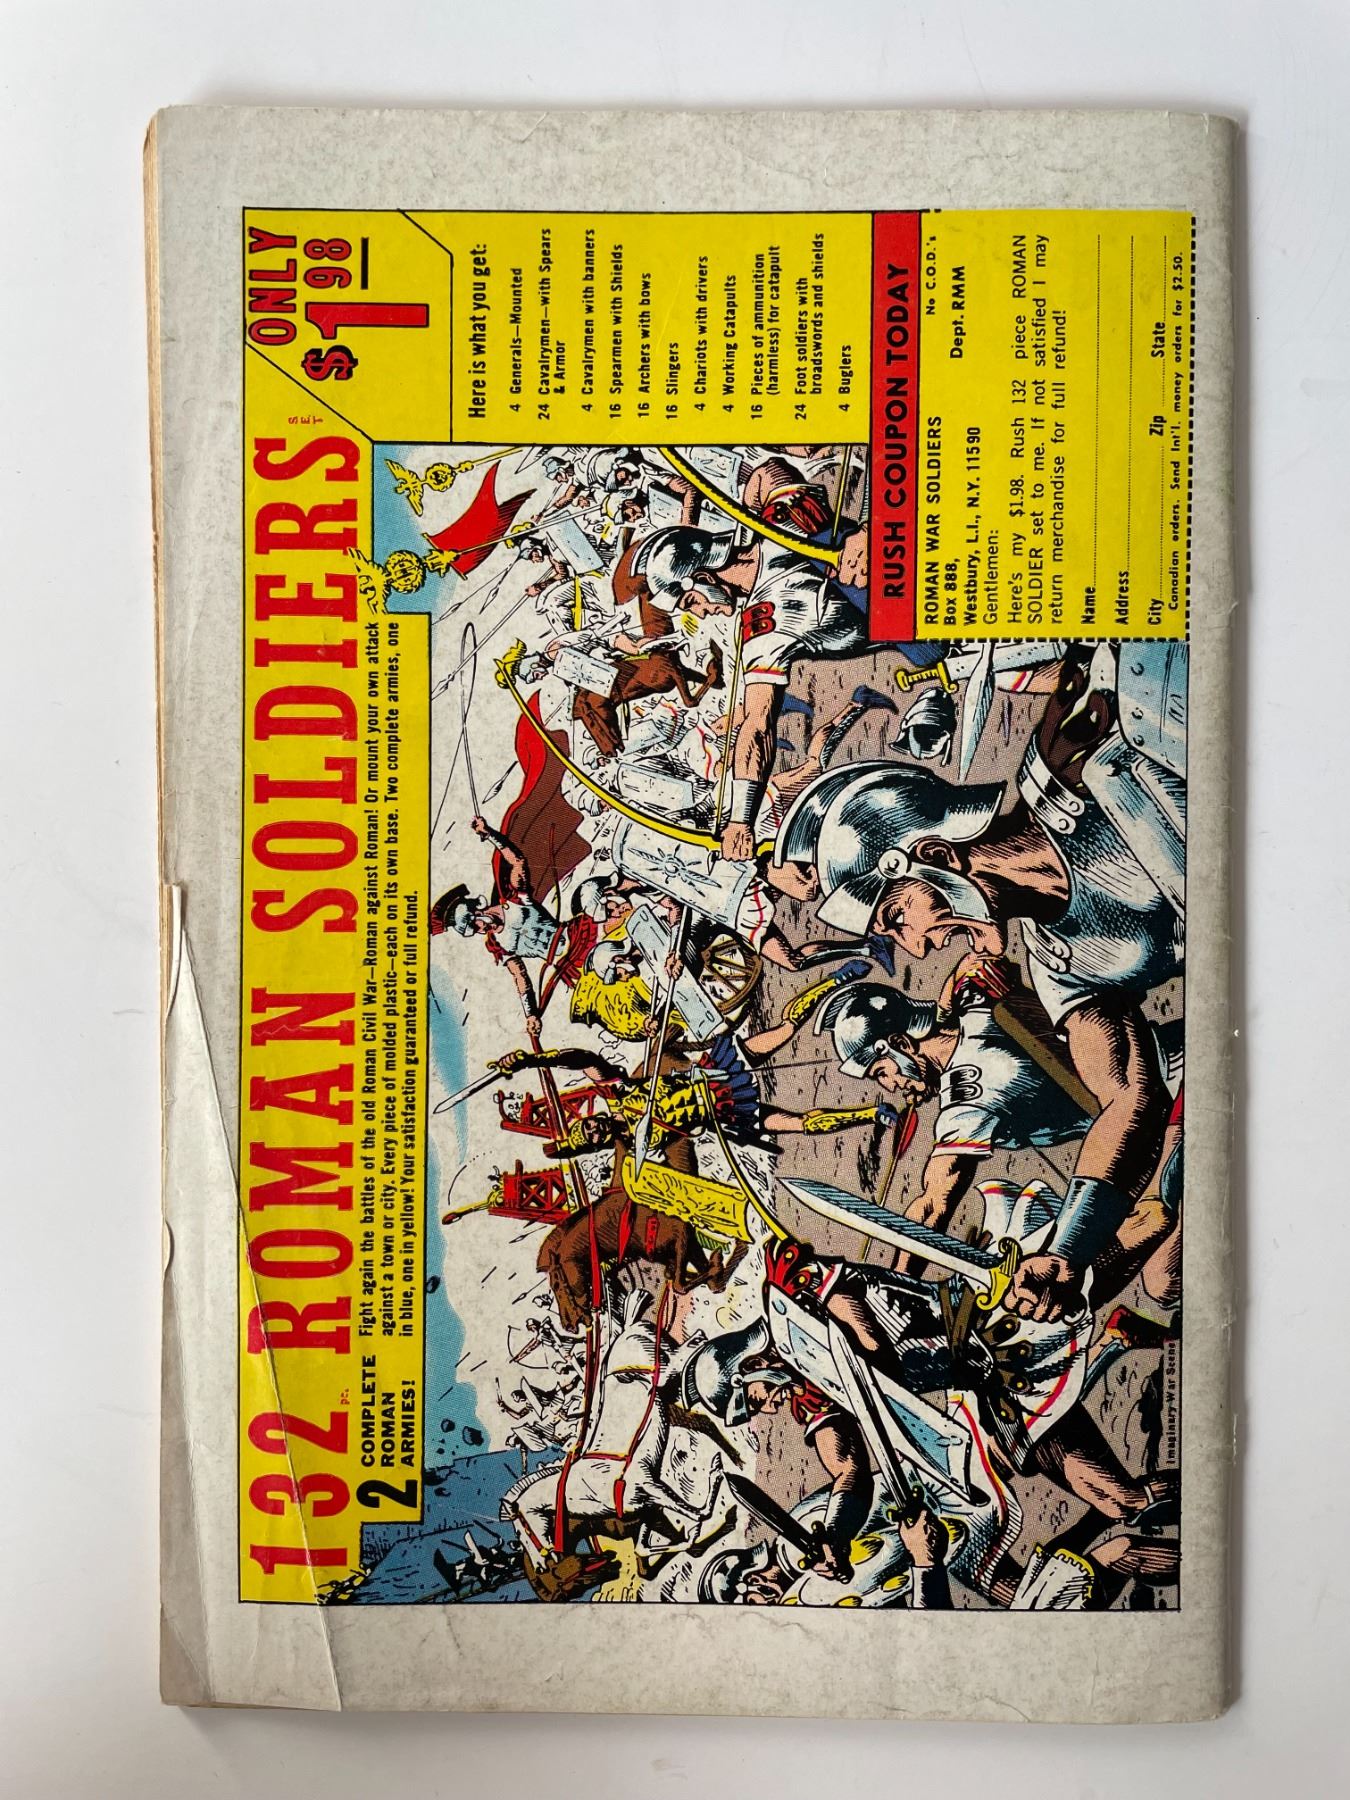 132 pc. ROMAN SOLDIERS SET
ONLY
$1.98
2 COMPLETE
ROMAN
ARMIES!
Fight again the battles of the old Roman Civil War—Roman against Roman! Or mount your own attack
against a town or city. Every piece of molded plastic—each on its own base. Two complete armies, one
in blue, one in yellow! Your satisfaction guaranteed or full refund.
Here is what you get:
4 Generals—Mounted
24 Cavalrymen—with Spears
& Armor
4 Cavalrymen with banners
16 Spearmen with Shields
16 Archers with bows
16 Slingers
4 Chariots with drivers
4 Working Catapults
16 Pieces of ammunition
(harmless) for catapult
24 Foot soldiers with
broadswords and shields
4 Buglers
RUSH COUPON TODAY
ROMAN WAR SOLDIERS No C.O.D.'s
Box 888, Dept. RMM
Westbury, L.I., N.Y. 11590
Gentlemen:
Here's my $1.98. Rush 132 piece ROMAN
SOLDIER set to me. If not satisfied I may
return merchandise for full refund!
Name
Address
City Zip State
Canadian orders. Send Int'l. money orders for $2.50.
Imaginary War Scene